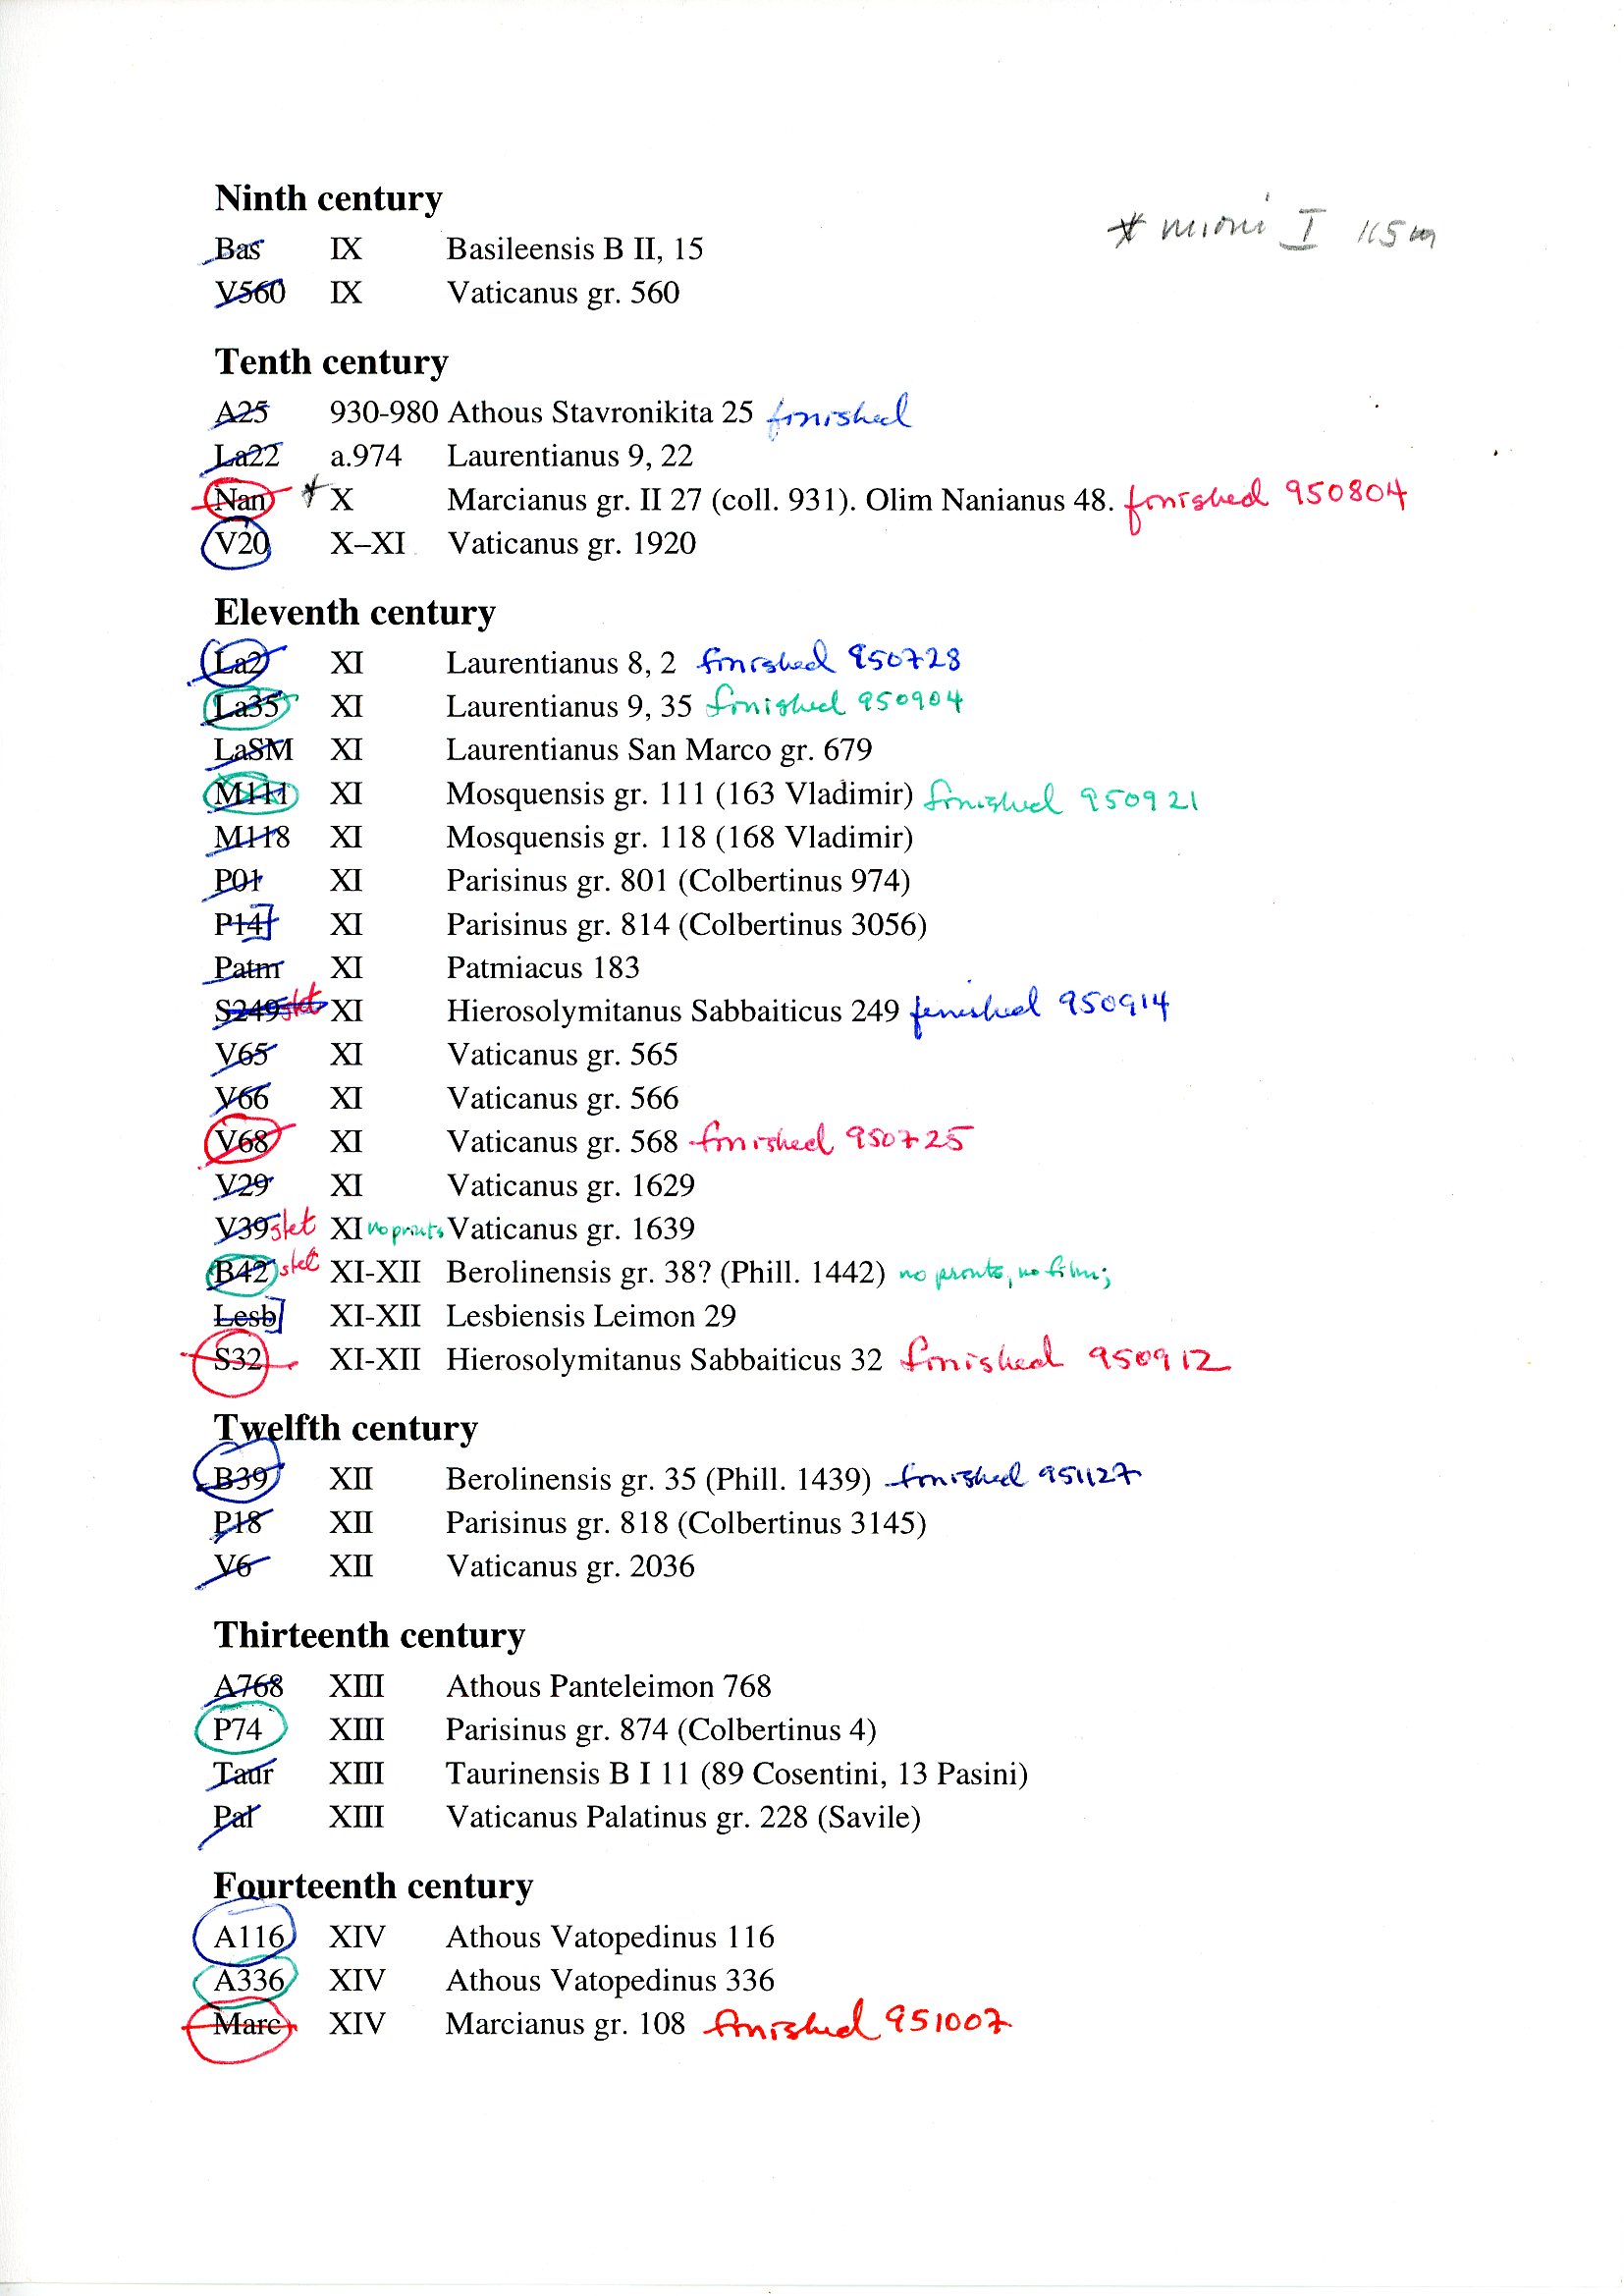 Ninth century
* Mioni I
Bas IX Basileensis B II, 15
V560 IX Vaticanus gr. 560
Tenth century
A25 930-980 Athous Stavronikita 25 finished
La22 a.974 Laurentianus 9, 22
Nan * X Marcianus gr. II 27 (coll. 931). Olim Nanianus 48. finished 950804
V20 X–XI Vaticanus gr. 1920
Eleventh century
La2 XI Laurentianus 8, 2 finished 950728
La35 XI Laurentianus 9, 35 finished 950904
LaSM XI Laurentianus San Marco gr. 679
M111 XI Mosquensis gr. 111 (163 Vladimir) finished 950921
M118 XI Mosquensis gr. 118 (168 Vladimir)
P01 XI Parisinus gr. 801 (Colbertinus 974)
P14] XI Parisinus gr. 814 (Colbertinus 3056)
Patm XI Patmiacus 183
S249 stet XI Hierosolymitanus Sabbaiticus 249 finished 950914
V65 XI Vaticanus gr. 565
V66 XI Vaticanus gr. 566
V68 XI Vaticanus gr. 568 finished 950725
V29 XI Vaticanus gr. 1629
V39 stet XI no prints Vaticanus gr. 1639
B42 stet XI-XII Berolinensis gr. 38? (Phill. 1442) no prints, no film;
Lesb] XI-XII Lesbiensis Leimon 29
S32 XI-XII Hierosolymitanus Sabbaiticus 32 finished 950912
Twelfth century
B39 XII Berolinensis gr. 35 (Phill. 1439) finished 951127
P18 XII Parisinus gr. 818 (Colbertinus 3145)
V6 XII Vaticanus gr. 2036
Thirteenth century
A768 XIII Athous Panteleimon 768
P74 XIII Parisinus gr. 874 (Colbertinus 4)
Taur XIII Taurinensis B I 11 (89 Cosentini, 13 Pasini)
Pal XIII Vaticanus Palatinus gr. 228 (Savile)
Fourteenth century
A116 XIV Athous Vatopedinus 116
A336 XIV Athous Vatopedinus 336
Marc XIV Marcianus gr. 108 finished 951007